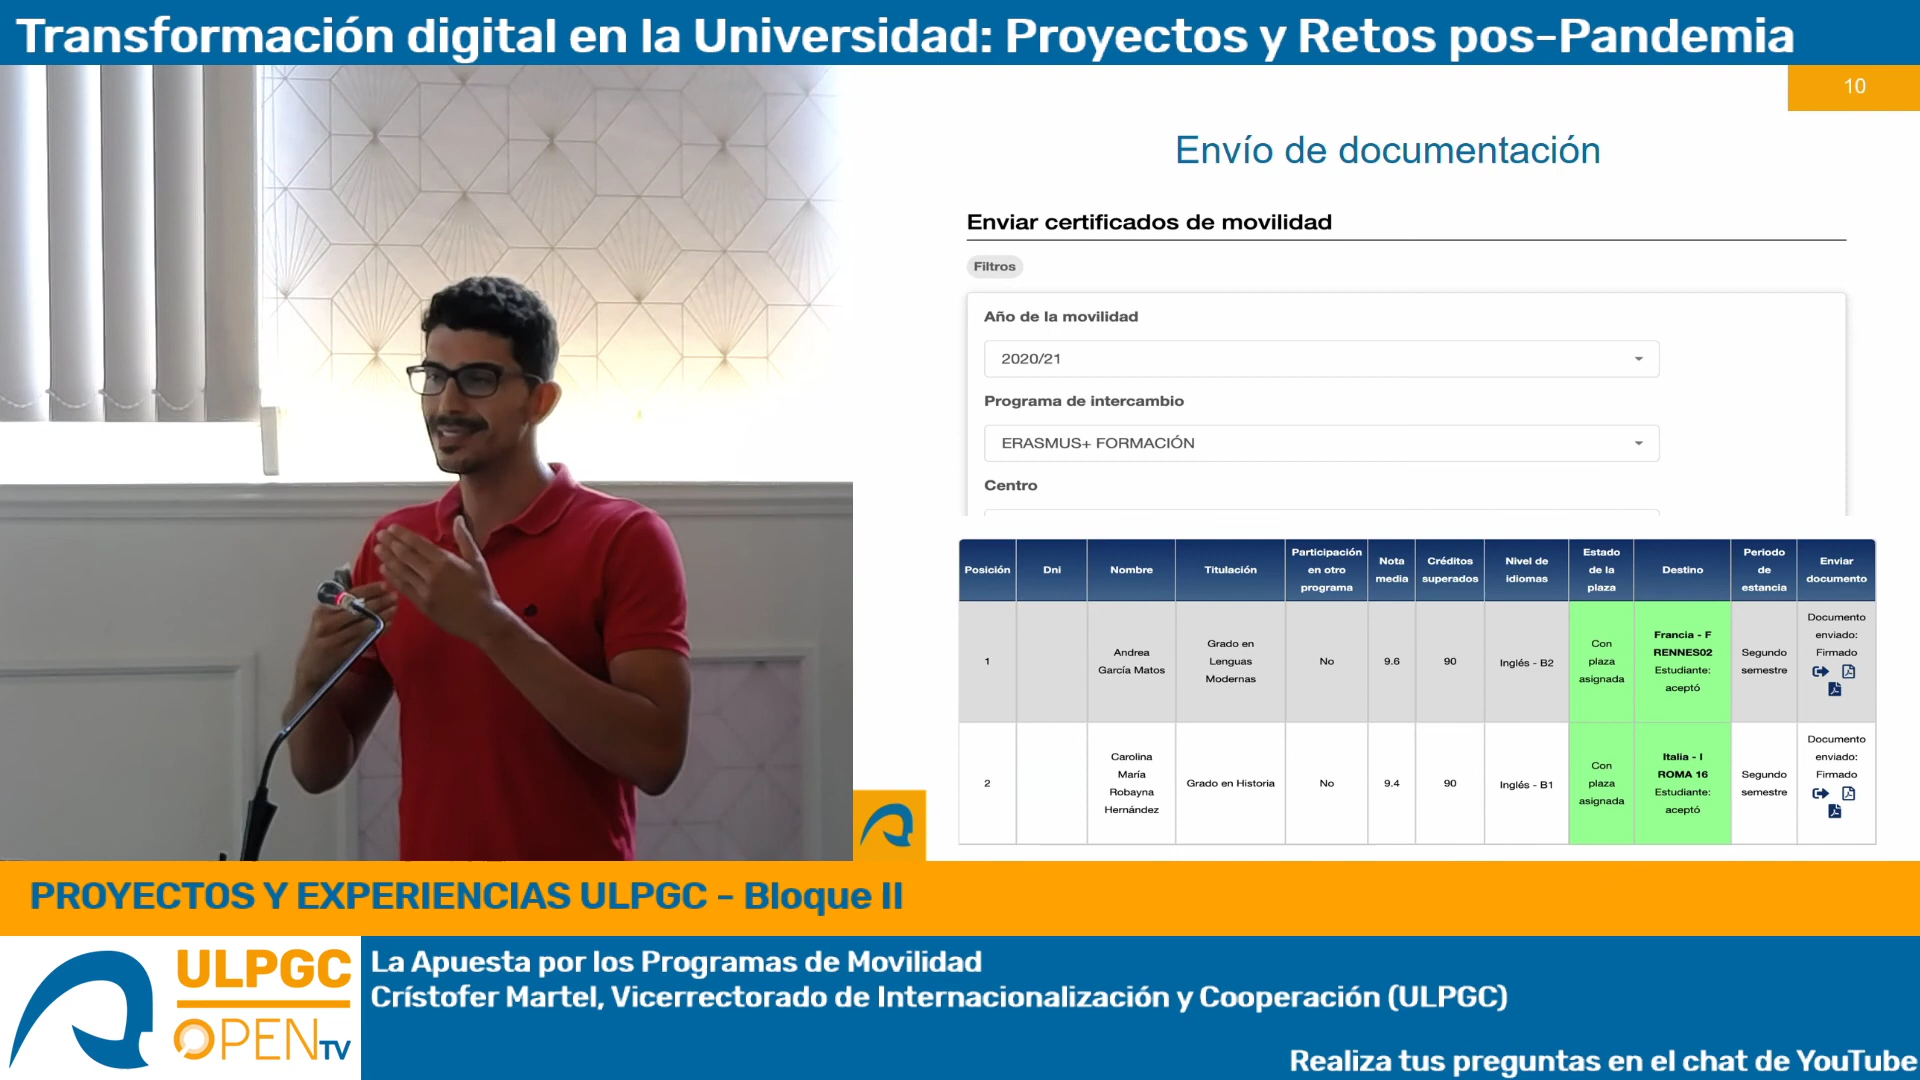 Transformación digital en la Universidad: Proyectos y Retos pos-Pandemia
10
Envío de documentación
Enviar certificados de movilidad
Filtros
Año de la movilidad
2020/21
Programa de intercambio
ERASMUS+ FORMACIÓN
Centro
Posición
Dni
Nombre
Titulación
Participación
en otro
programa
Nota
media
Créditos
superados
Nivel de
idiomas
Estado
de la
plaza
Destino
Periodo
de
estancia
Enviar
documento
1
Andrea
García Matos
Grado en
Lenguas
Modernas
No
9.6
90
Inglés - B2
Con
plaza
asignada
Francia - F
RENNES02
Estudiante:
aceptó
Segundo
semestre
Documento
enviado:
Firmado
2
Carolina
María
Robayna
Hernández
Grado en Historia
No
9.4
90
Inglés - B1
Con
plaza
asignada
Italia - I
ROMA 16
Estudiante:
aceptó
Segundo
semestre
Documento
enviado:
Firmado
PROYECTOS Y EXPERIENCIAS ULPGC - Bloque II
ULPGC
OPENTV
La Apuesta por los Programas de Movilidad
Crístofer Martel, Vicerrectorado de Internacionalización y Cooperación (ULPGC)
Realiza tus preguntas en el chat de YouTube